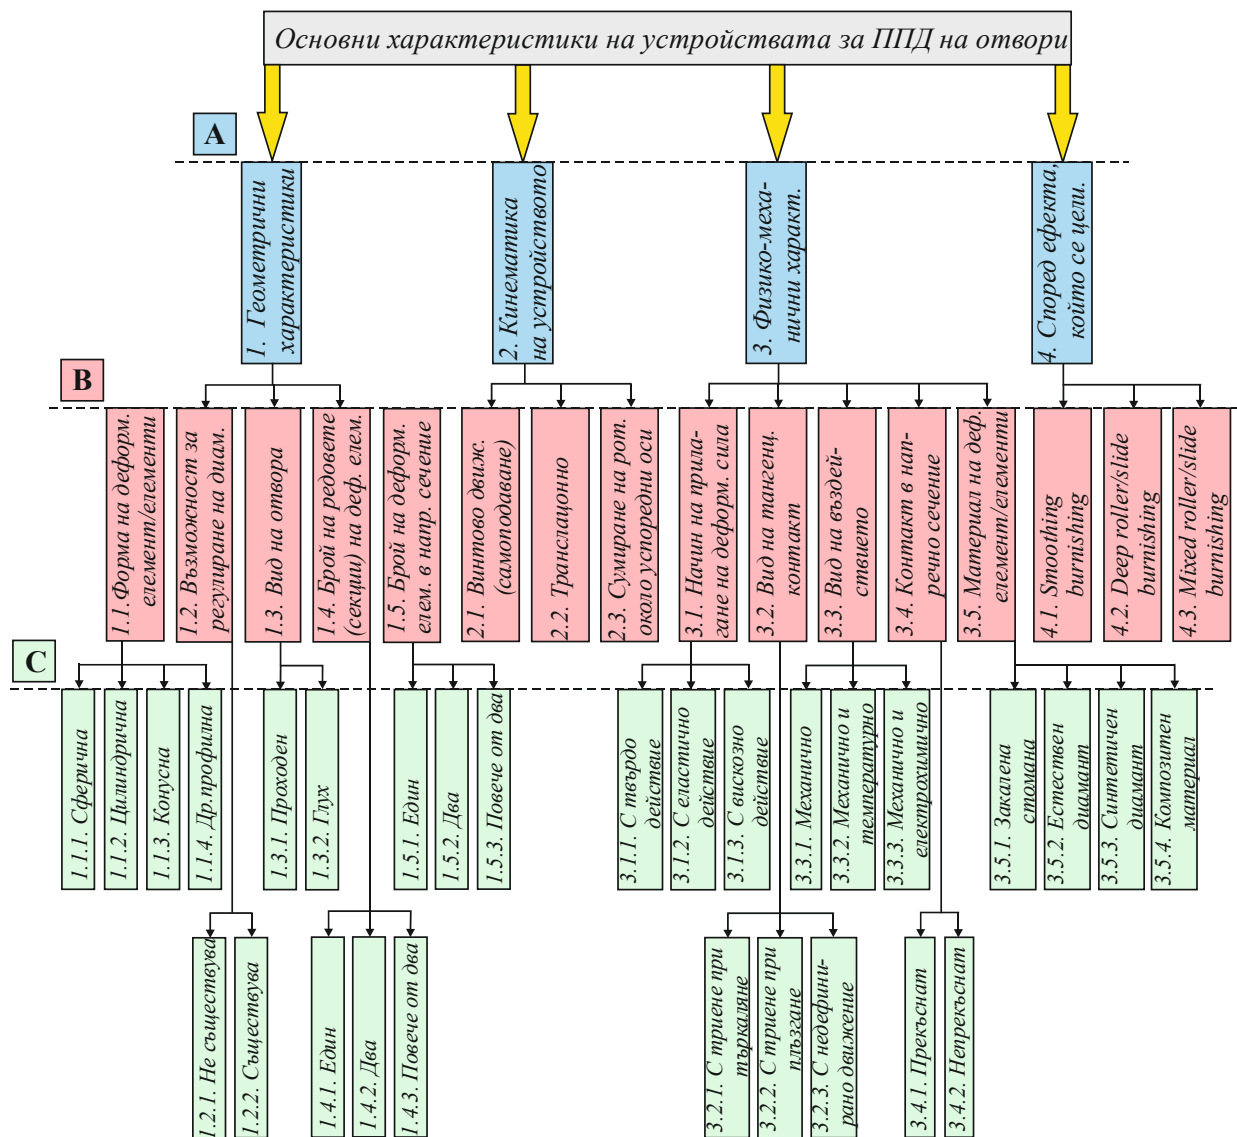 Основни характеристики на устройствата за ППД на отвори
A
1. Геометрични
характеристики
2. Кинематика
на устройството
3. Физико-меха-
нични характ.
4. Според ефекта,
който се цели.
B
1.1.Форма на деформ.
елемент/елементи
1.2. Възможност за
регулиране на диам.
1.3. Вид на отвора
1.4. Брой на редовете
(секции) на деф. елем.
1.5. Брой на деформ.
елем. в напр. сечение
2.1. Винтово движ.
(самоподаване)
2.2. Транслационно
2.3. Сумиране на рот.
около успоредни оси
3.1. Начин на прила-
гане на деформ. сила
3.2. Вид на тангенц.
контакт
3.3. Вид на въздей-
ствието
3.4. Контакт в нап-
речно сечение
3.5. Материал на деф.
елемент/елементи
4.1. Smoothing
burnishing
4.2. Deep roller/slide
burnishing
4.3. Mixed roller/slide
burnishing
C
1.1.1. Сферична
1.1.2. Цилиндрична
1.1.3. Конусна
1.1.4. Др. профилна
1.3.1. Проходен
1.3.2. Глух
1.5.1. Един
1.5.2. Два
1.5.3. Повече от два
3.1.1. С твърдо
действие
3.1.2. С еластично
действие
3.1.3. С вискозно
действие
3.3.1. Механично
3.3.2. Механично и
температурно
3.3.3. Механично и
електрохимично
3.5.1. Закалена
стомана
3.5.2. Естествен
диамант
3.5.3. Синтетичен
диамант
3.5.4. Композитен
материал
1.2.1. Не съществува
1.2.2. Съществува
1.4.1. Един
1.4.2. Два
1.4.3. Повече от два
3.2.1. С триене при
търкаляне
3.2.2. С триене при
плъзгане
3.2.3. С недефини-
рано движение
3.4.1. Прекъснат
3.4.2. Непрекъснат